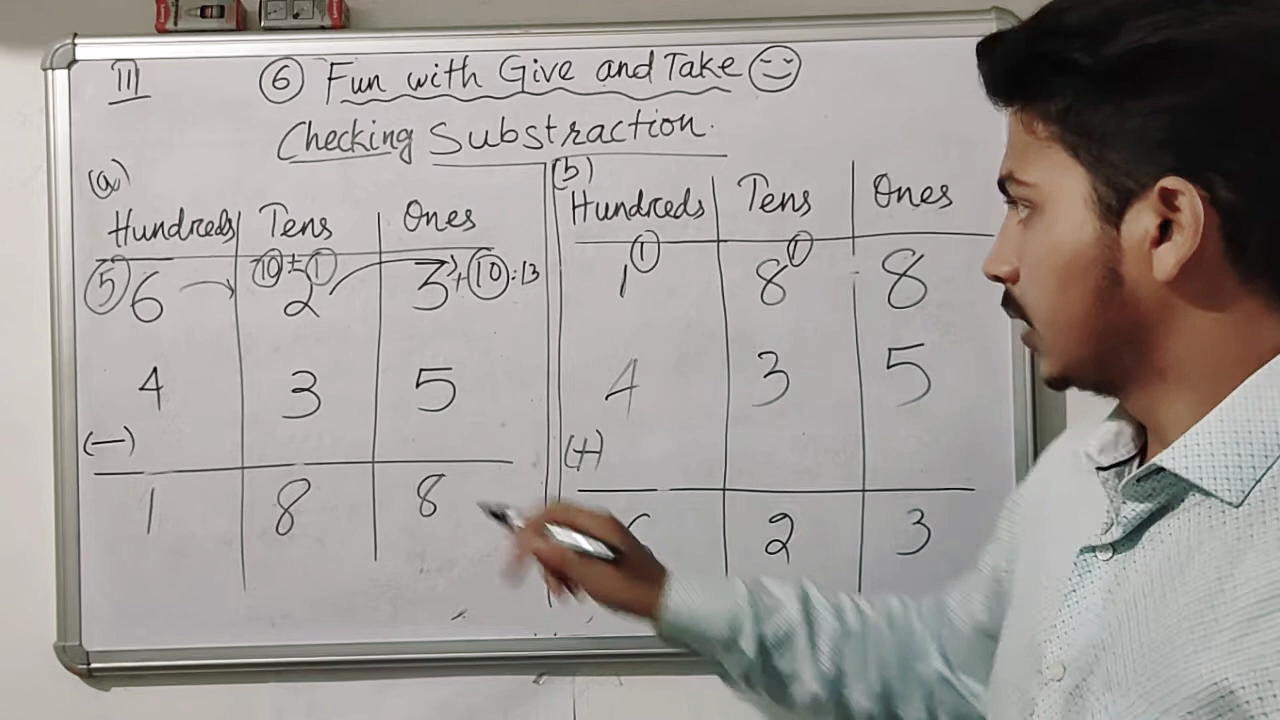 III ⑥ Fun with Give and Take
Checking Substraction.
(a)
Hundreds Tens Ones
⑤ 6 ⑩ + ① 2 3 + ⑩ = 13
4 3 5
(−)
1 8 8
(b)
Hundreds Tens Ones
1 ① 8 ① 8
4 3 5
(+)
2 3